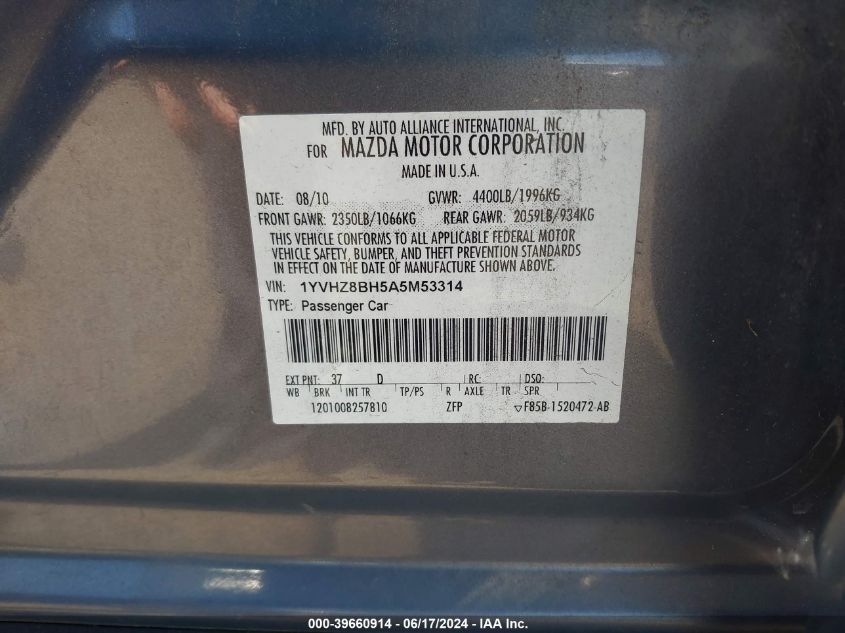 MFD. BY AUTO ALLIANCE INTERNATIONAL, INC.
FOR MAZDA MOTOR CORPORATION
MADE IN U.S.A.
DATE: 08/10 GVWR: 4400LB/1996KG
FRONT GAWR: 2350LB/1066KG REAR GAWR: 2059LB/934KG
THIS VEHICLE CONFORMS TO ALL APPLICABLE FEDERAL MOTOR
VEHICLE SAFETY, BUMPER, AND THEFT PREVENTION STANDARDS
IN EFFECT ON THE DATE OF MANUFACTURE SHOWN ABOVE.
VIN: 1YVHZ8BH5A5M53314
TYPE: Passenger Car
EXT PNT: 37 D RC: DSO:
WB BRK INT TR TP/PS R AXLE TR SPR
1201008257810 ZFP ▽F85B-1520472-AB
000-39660914 - 06/17/2024 - IAA Inc.